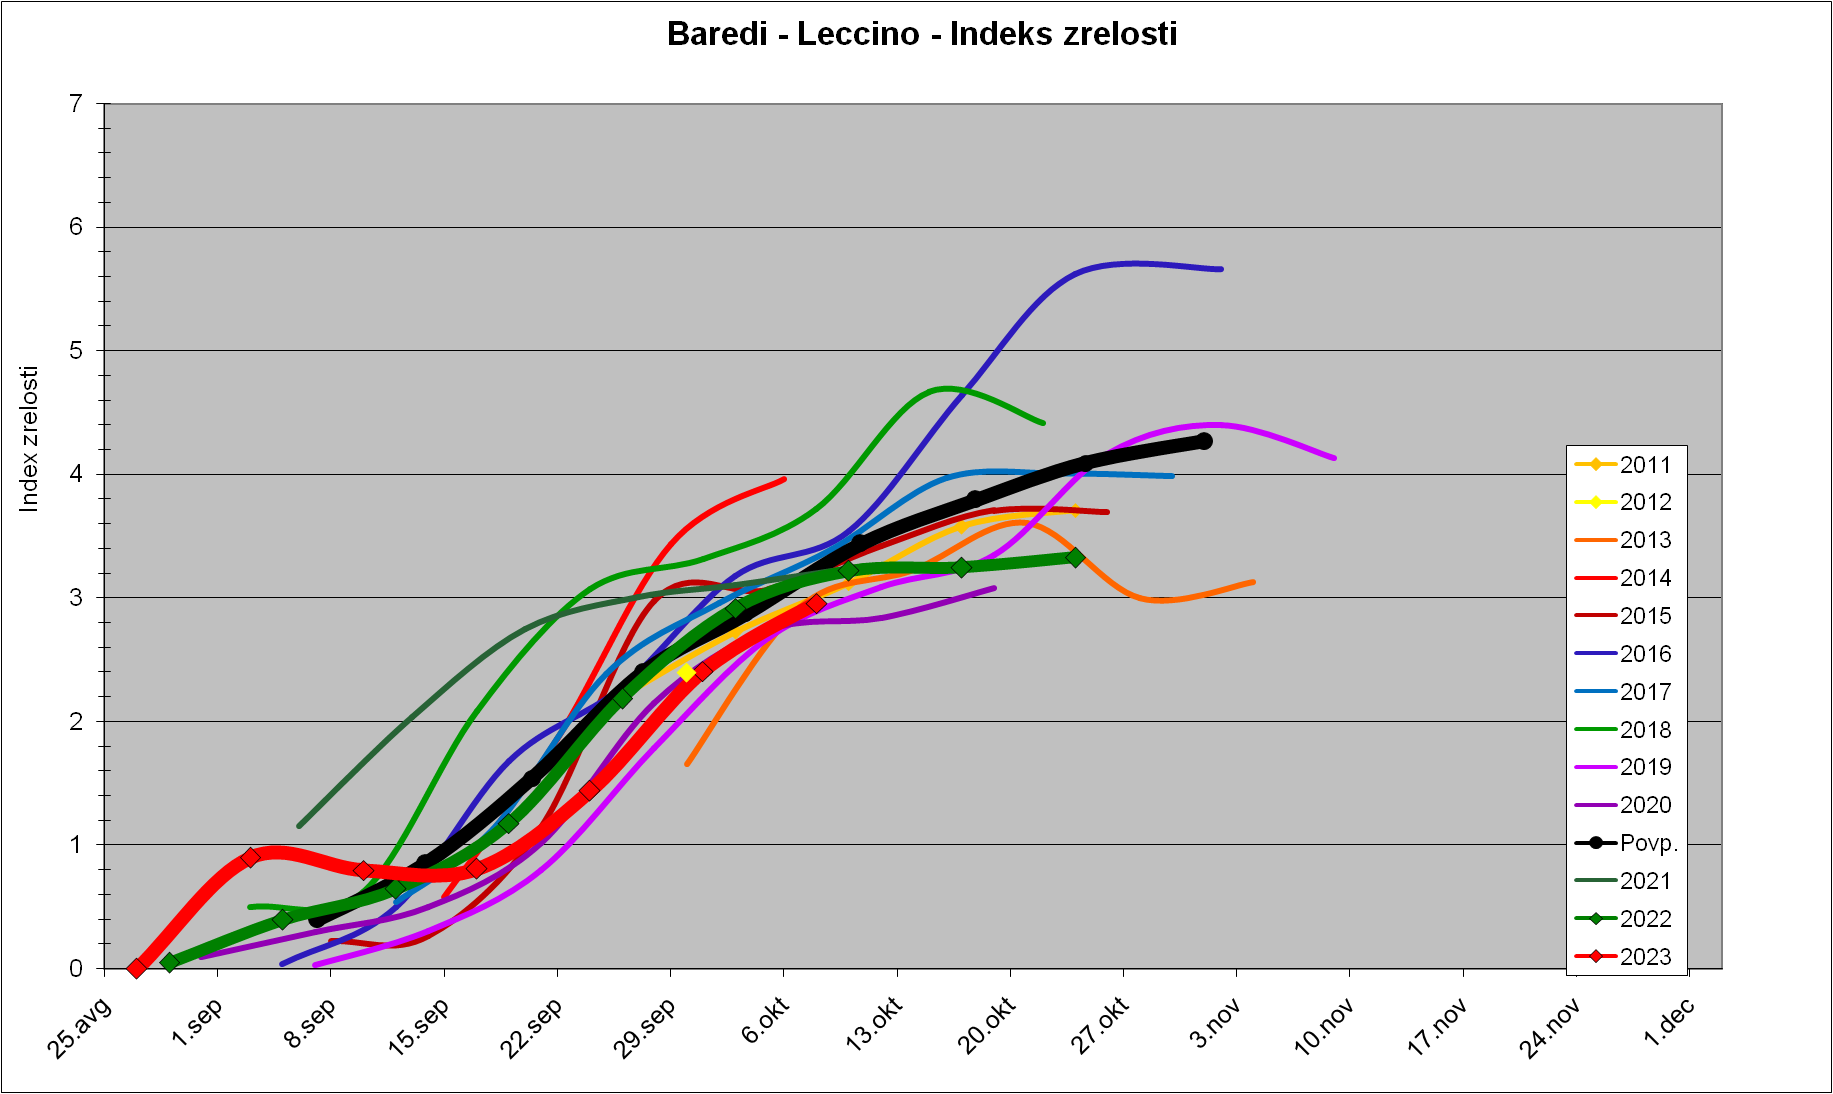 Baredi - Leccino - Indeks zrelosti
Index zrelosti
7
6
5
4
3
2
1
0
25.avg
1.sep
8.sep
15.sep
22.sep
29.sep
6.okt
13.okt
20.okt
27.okt
3.nov
10.nov
17.nov
24.nov
1.dec
2011
2012
2013
2014
2015
2016
2017
2018
2019
2020
Povp.
2021
2022
2023